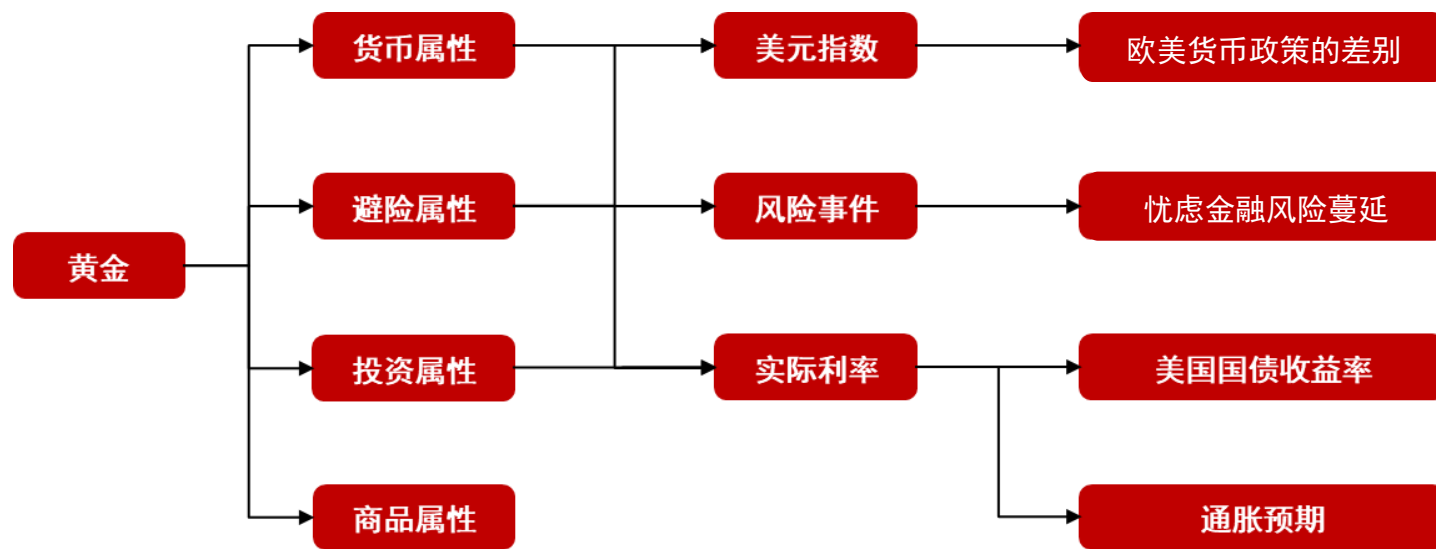 货币属性
美元指数
欧美货币政策的差别
避险属性
风险事件
忧虑金融风险蔓延
黄金
投资属性
实际利率
美国国债收益率
商品属性
通胀预期